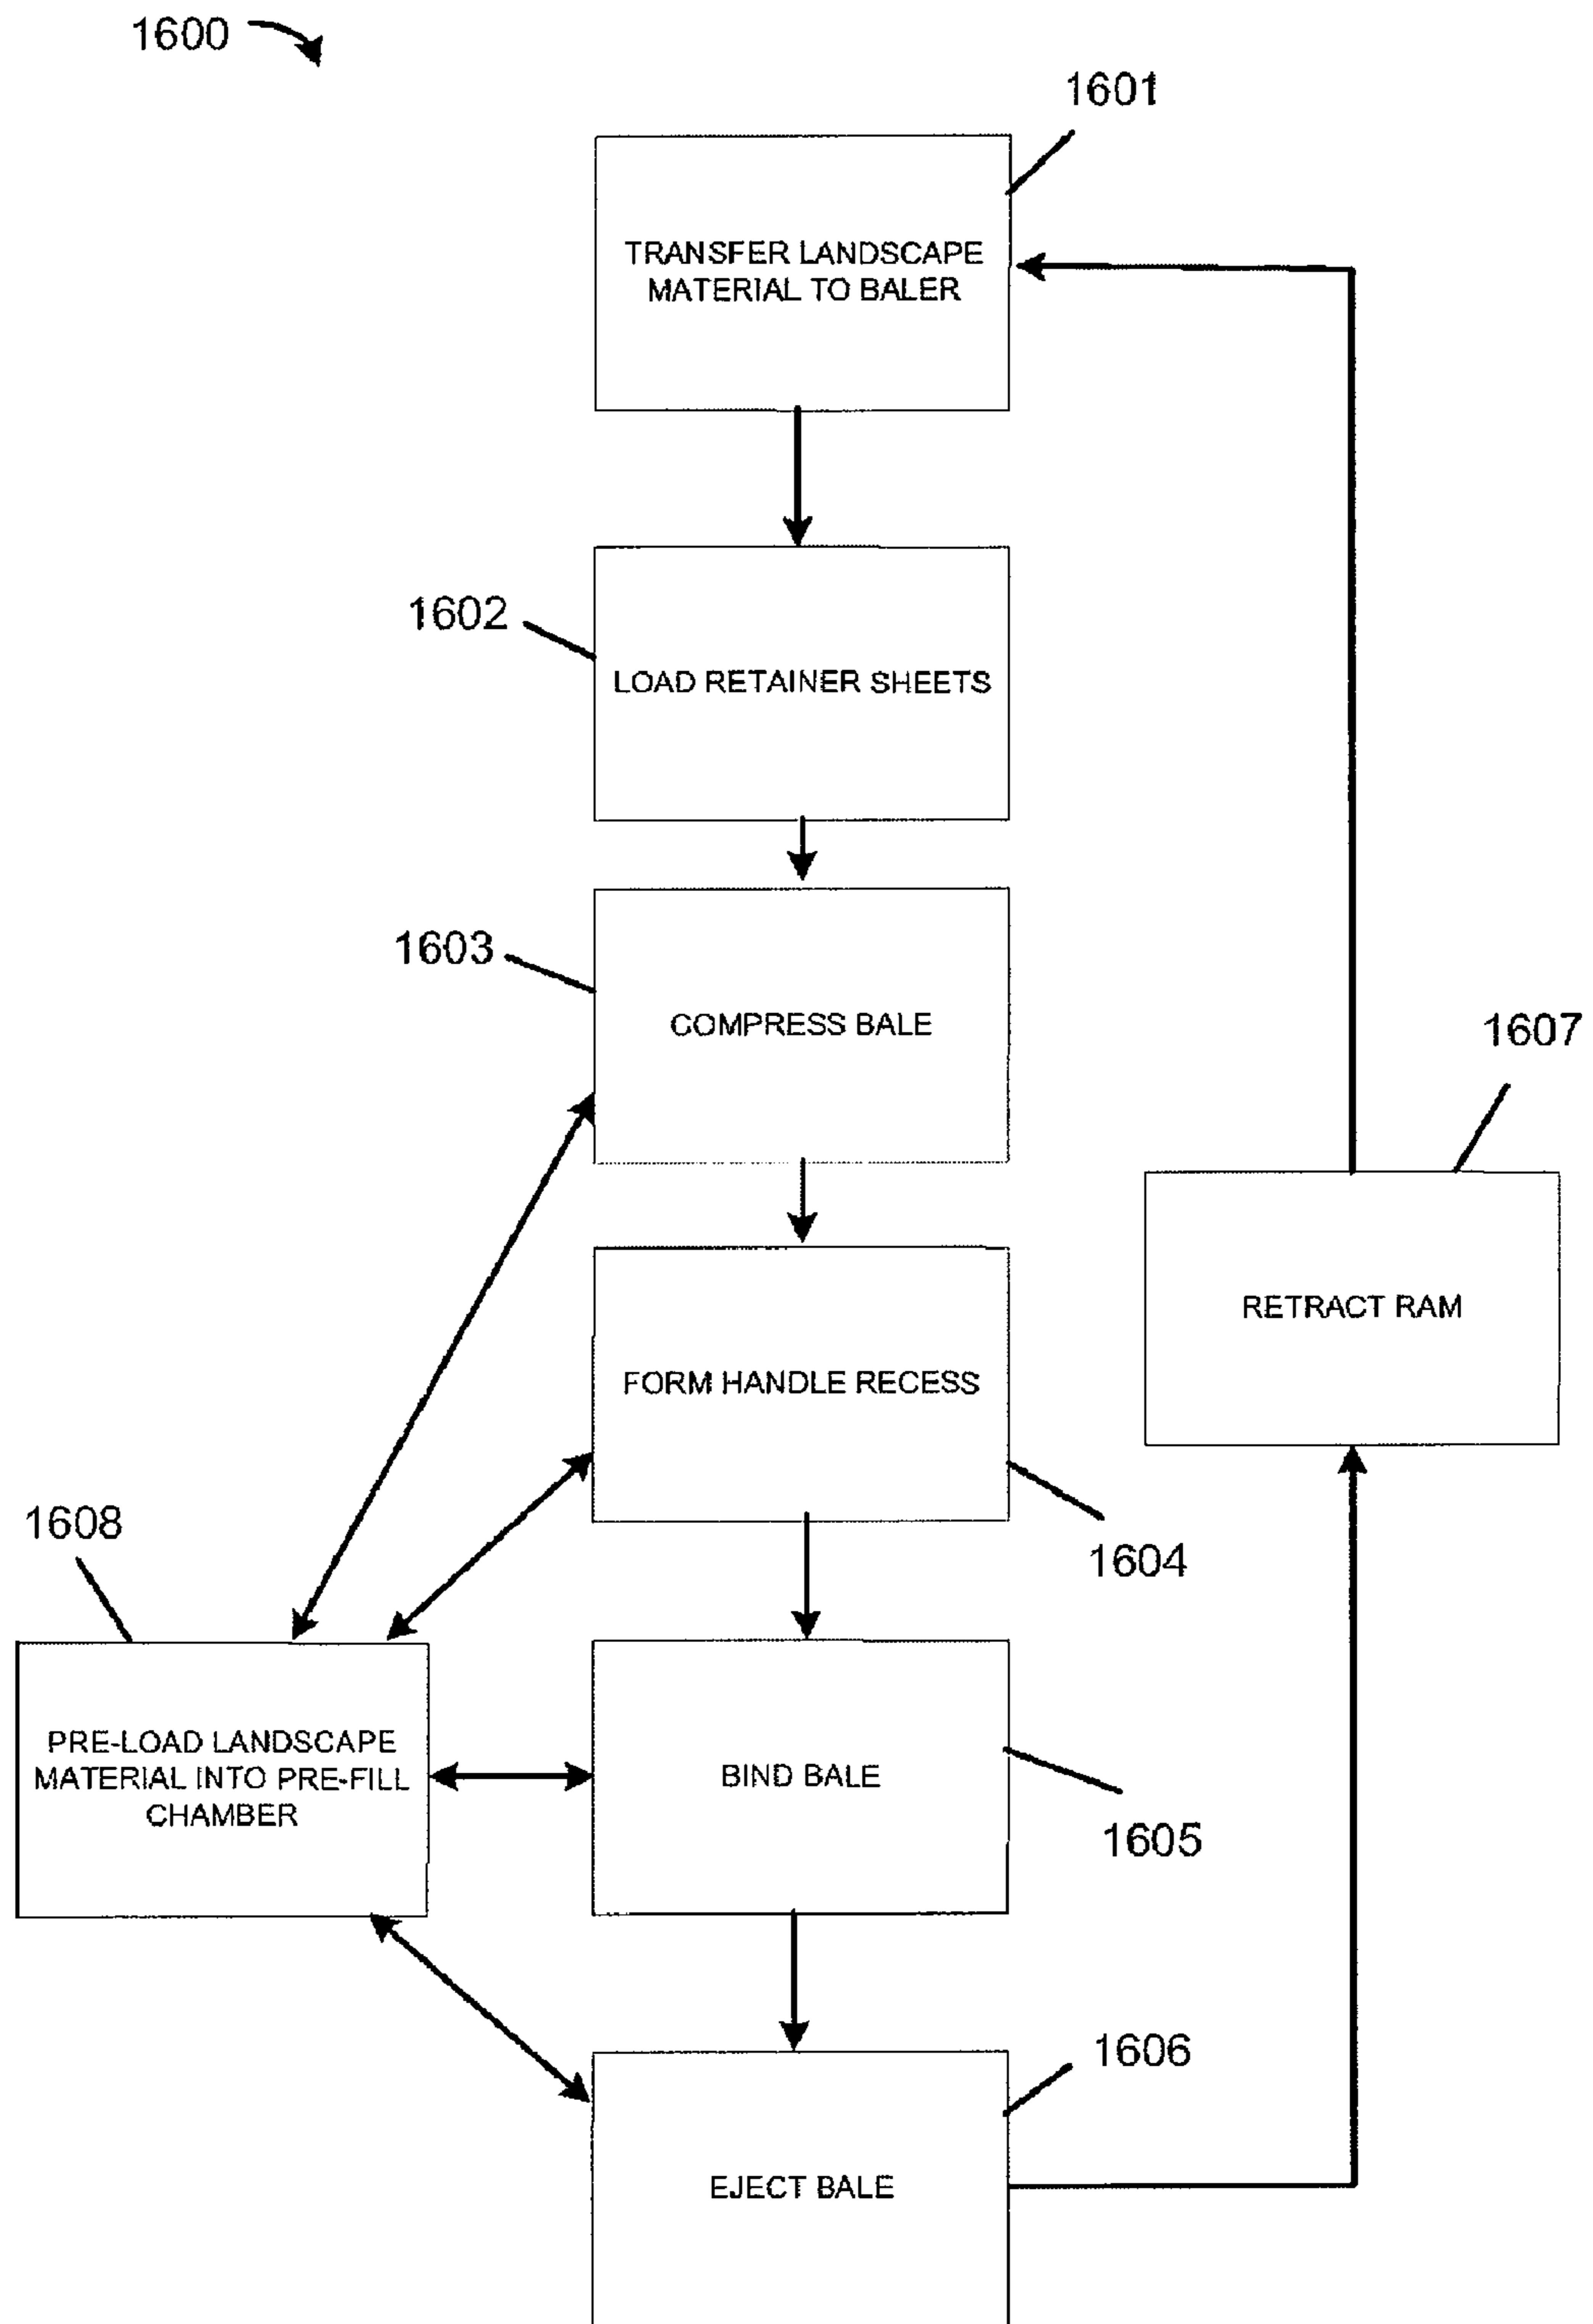 1600
1601
TRANSFER LANDSCAPE
MATERIAL TO BALER
1602
LOAD RETAINER SHEETS
1603
COMPRESS BALE
1607
RETRACT RAM
FORM HANDLE RECESS
1604
1608
PRE-LOAD LANDSCAPE
MATERIAL INTO PRE-FILL
CHAMBER
BIND BALE
1605
1606
EJECT BALE